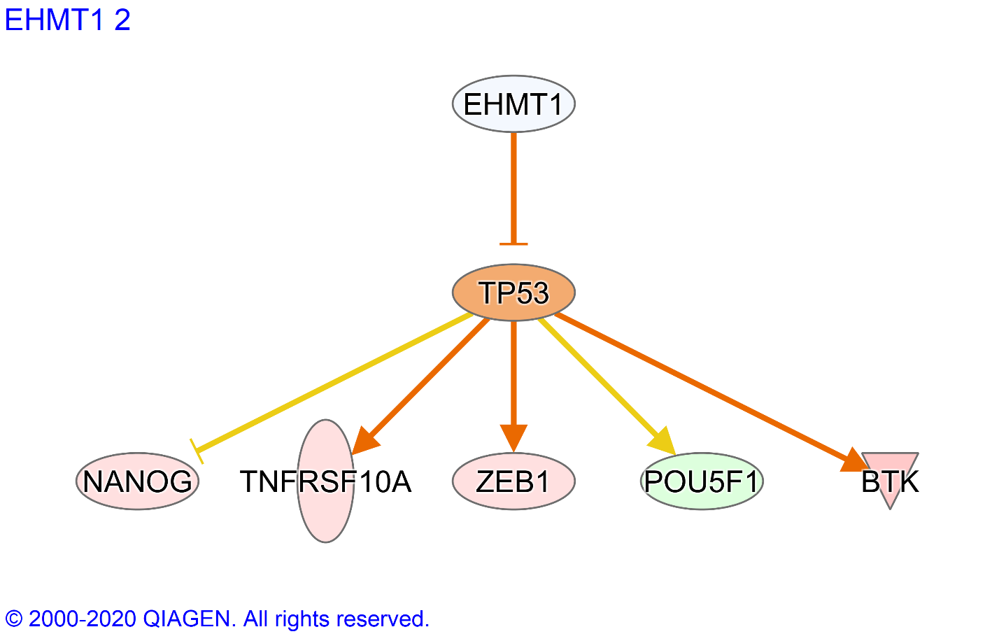 EHMT1 2
EHMT1
TP53
NANOG
TNFRSF10A
ZEB1
POU5F1
BTK
© 2000-2020 QIAGEN. All rights reserved.